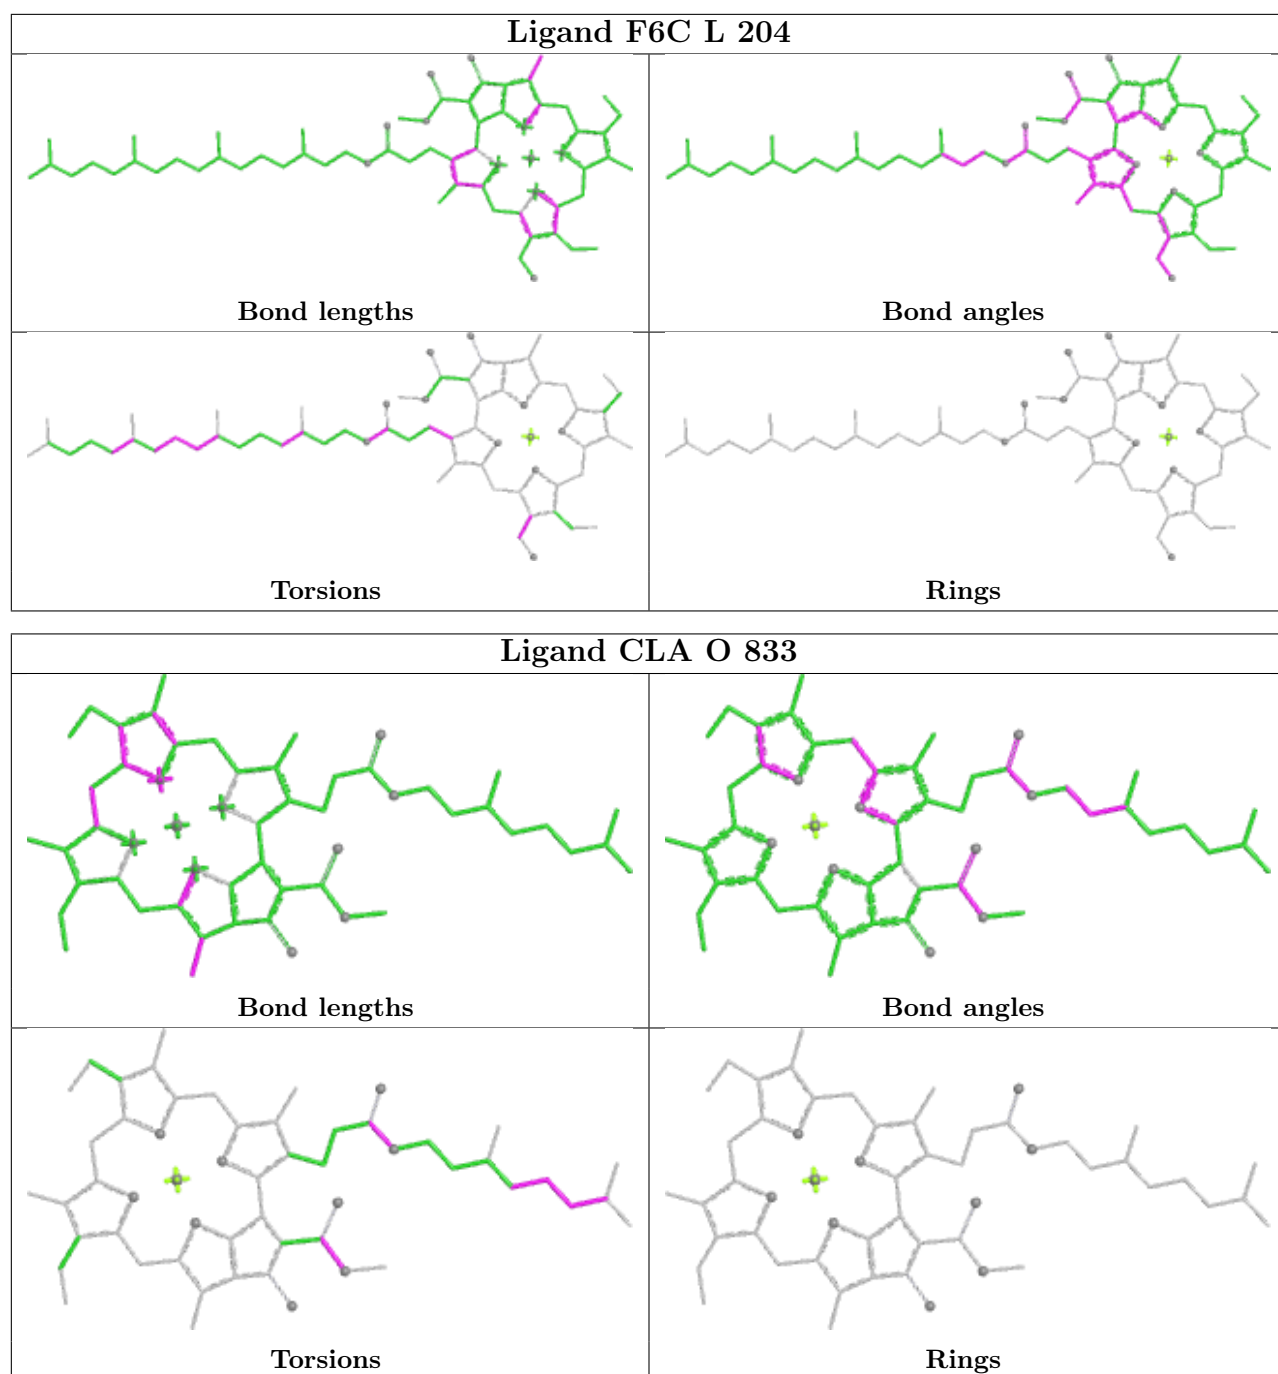 Ligand F6C L 204
Bond lengths
Bond angles
Torsions
Rings
Ligand CLA O 833
Bond lengths
Bond angles
Torsions
Rings